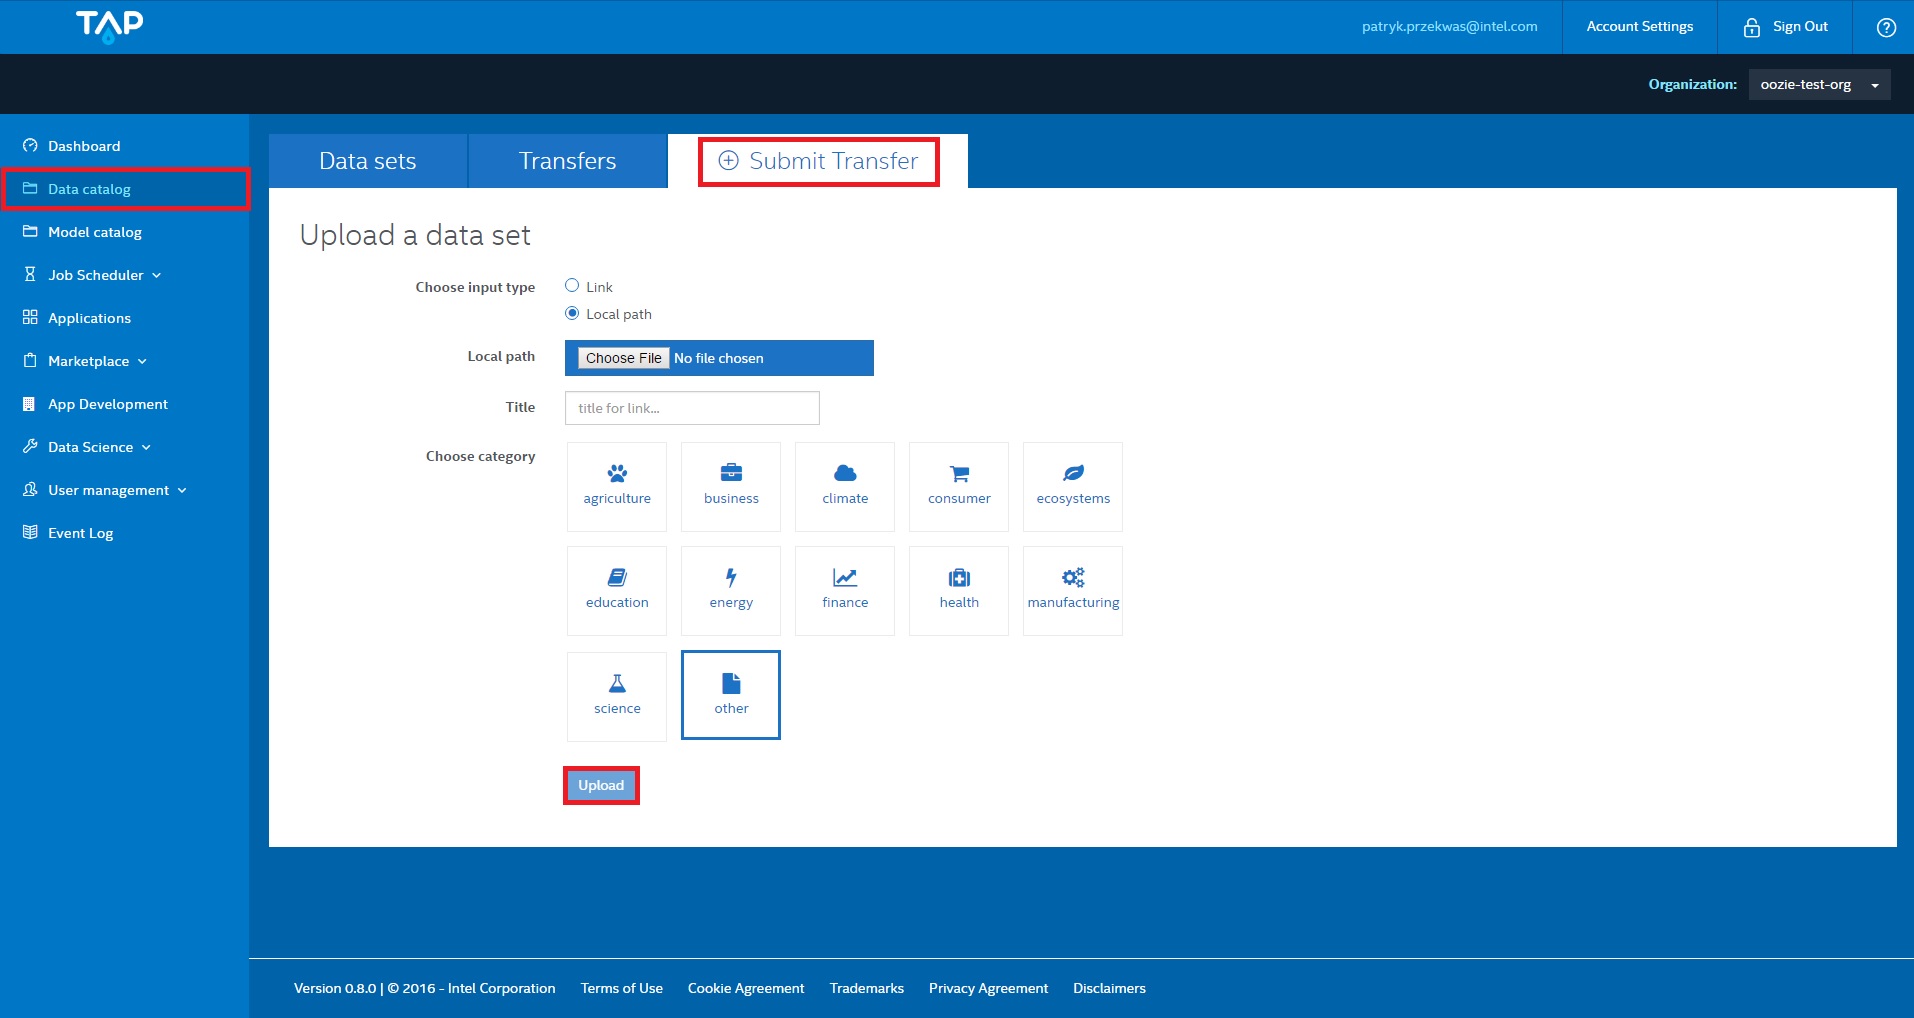 TAP
patryk.przekwas@intel.com
Account Settings
Sign Out
?
Organization:
oozie-test-org
Dashboard
Data catalog
Model catalog
Job Scheduler
Applications
Marketplace
App Development
Data Science
User management
Event Log
Data sets
Transfers
Submit Transfer
Upload a data set
Choose input type
Link
Local path
Local path
Choose File No file chosen
Title
title for link...
Choose category
agriculture
business
climate
consumer
ecosystems
education
energy
finance
health
manufacturing
science
other
Upload
Version 0.8.0 | © 2016 - Intel Corporation
Terms of Use
Cookie Agreement
Trademarks
Privacy Agreement
Disclaimers